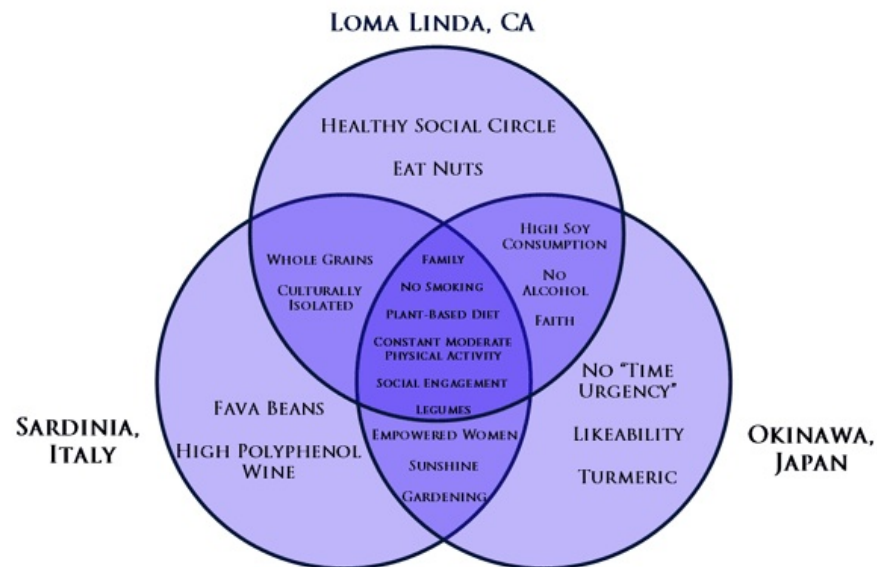 LOMA LINDA, CA
HEALTHY SOCIAL CIRCLE
EAT NUTS
WHOLE GRAINS
CULTURALLY
ISOLATED
FAMILY
NO SMOKING
PLANT-BASED DIET
CONSTANT MODERATE
PHYSICAL ACTIVITY
SOCIAL ENGAGEMENT
LEGUMES
HIGH SOY
CONSUMPTION
NO
ALCOHOL
FAITH
SARDINIA,
ITALY
FAVA BEANS
HIGH POLYPHENOL
WINE
EMPOWERED WOMEN
SUNSHINE
GARDENING
NO "TIME
URGENCY"
LIKEABILITY
TURMERIC
OKINAWA,
JAPAN